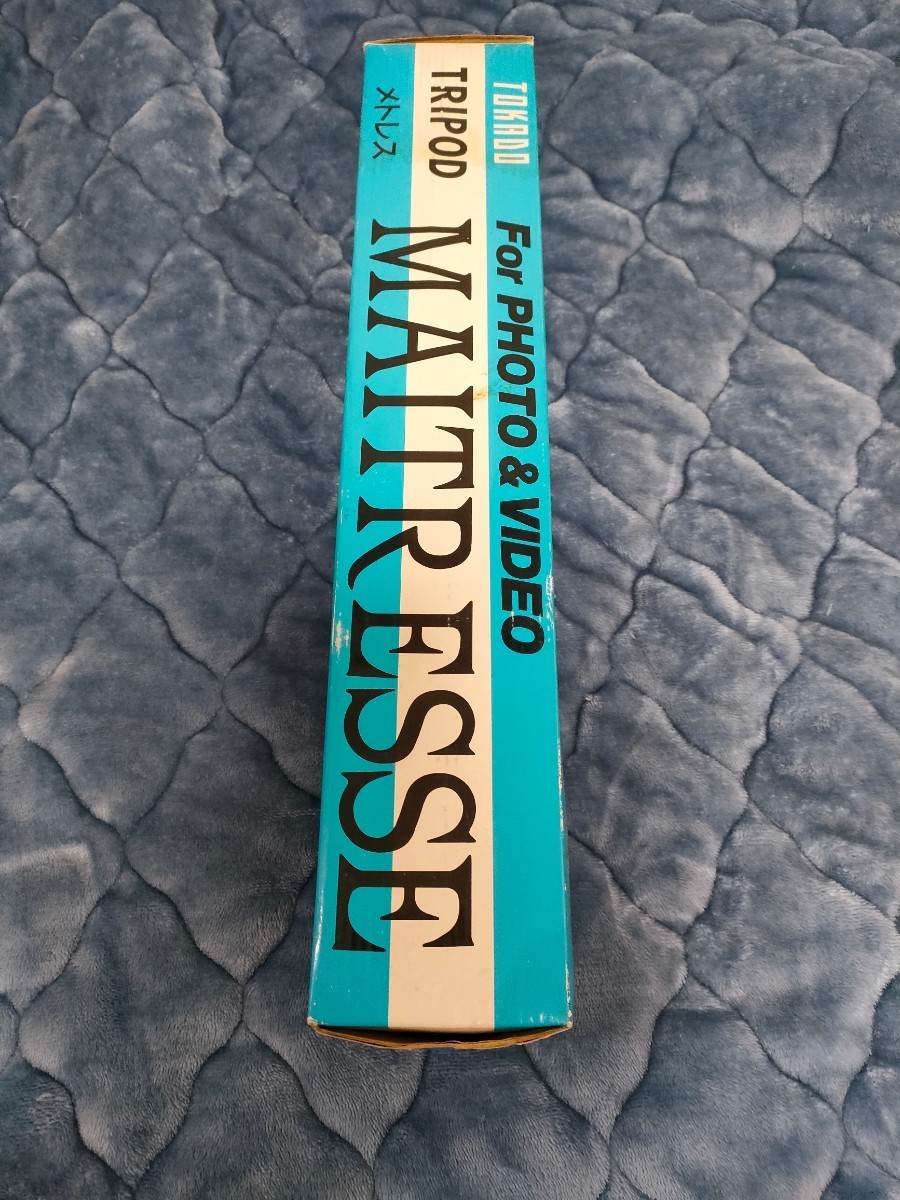 TOKADO
For PHOTO & VIDEO
TRIPOD
メトレス
MAITRESSE